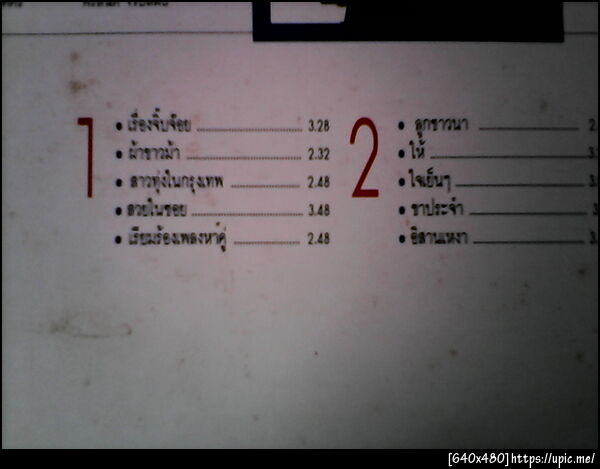 1
• เรื่องจิ๊บจ๊อย 3.28
• ผ้าขาวม้า 2.32
• สาวทุ่งในกรุงเทพ 2.48
• สวยในซอย 3.48
• เรียมร้องเพลงหาคู่ 2.48
2
• ลูกชาวนา 2.
• ให้ 3.
• ใจเย็นๆ 3.
• ขาประจำ 3
• อีสานเหงา 3.
[640x480]https://upic.me/